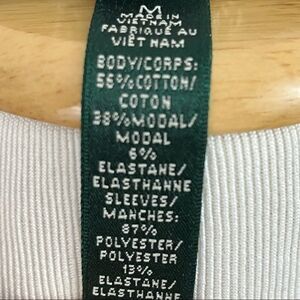 M
MADE IN
VIETNAM
FABRIQUÉ AU
VIÊT NAM
BODY/CORPS:
56%COTTON/
COTON
38%MODAL/
MODAL
6%
ELASTANE/
ELASTHANNE
SLEEVES/
MANCHES:
87%
POLYESTER/
POLYESTER
13%
ELASTANE/
ELASTHANNE